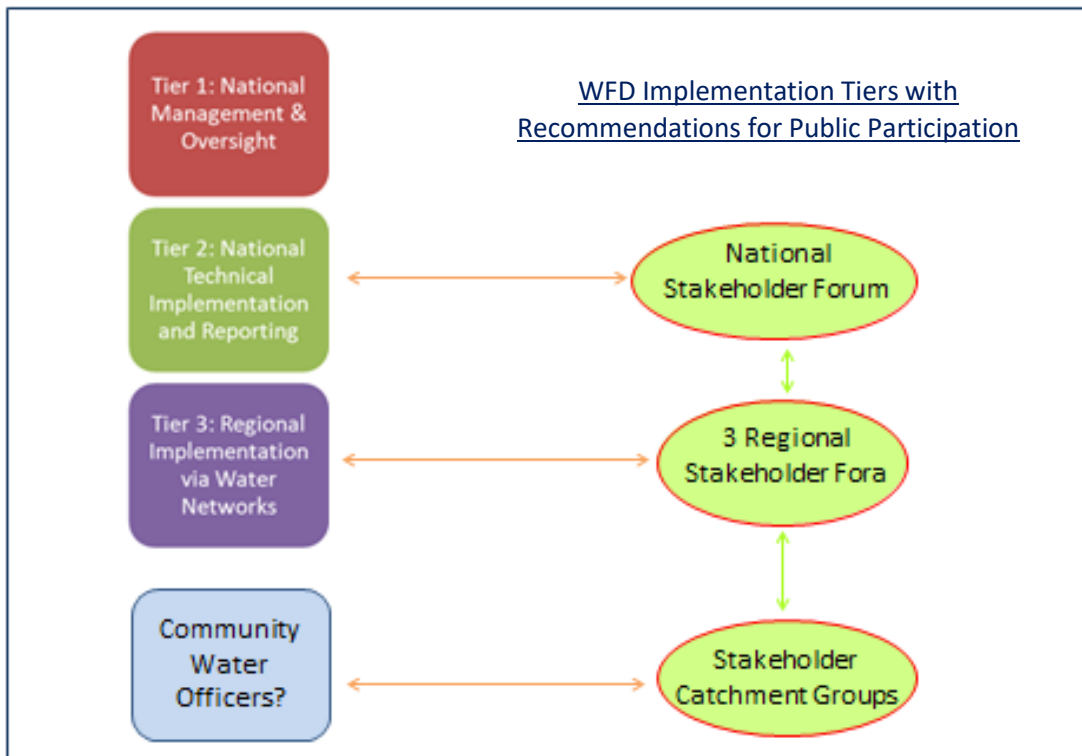 Tier 1: National
Management &
Oversight
WFD Implementation Tiers with
Recommendations for Public Participation
Tier 2: National
Technical
Implementation
and Reporting
National
Stakeholder Forum
Tier 3: Regional
Implementation
via Water
Networks
3 Regional
Stakeholder Fora
Community
Water
Officers?
Stakeholder
Catchment Groups